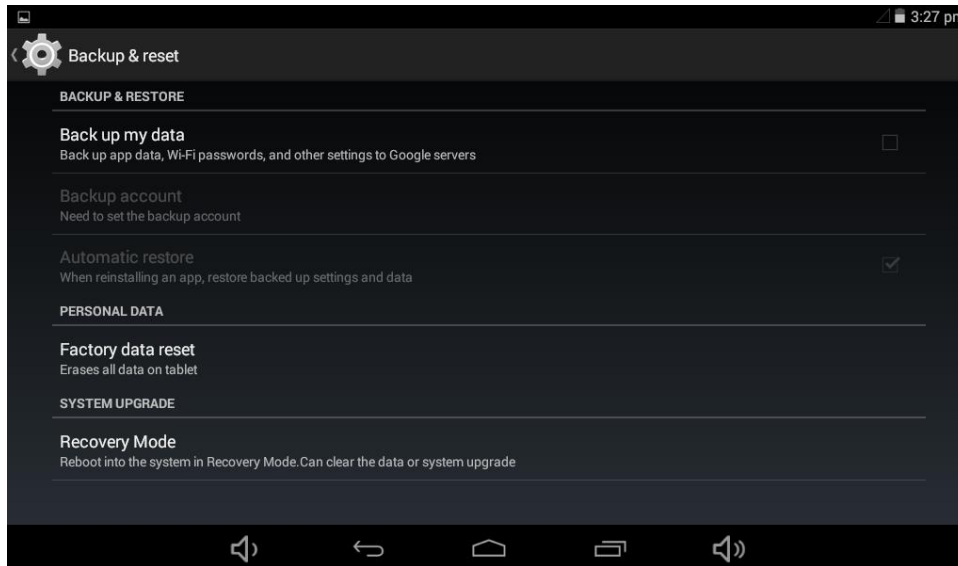 3:27 pm
Backup & reset
BACKUP & RESTORE
Back up my data
Back up app data, Wi-Fi passwords, and other settings to Google servers
Backup account
Need to set the backup account
Automatic restore
When reinstalling an app, restore backed up settings and data
PERSONAL DATA
Factory data reset
Erases all data on tablet
SYSTEM UPGRADE
Recovery Mode
Reboot into the system in Recovery Mode.Can clear the data or system upgrade